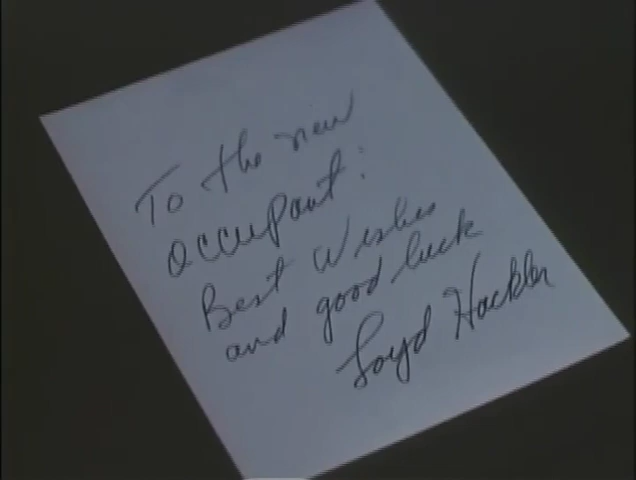 To the new
occupant:
Best Wishes
and good luck
Loyd Hackler